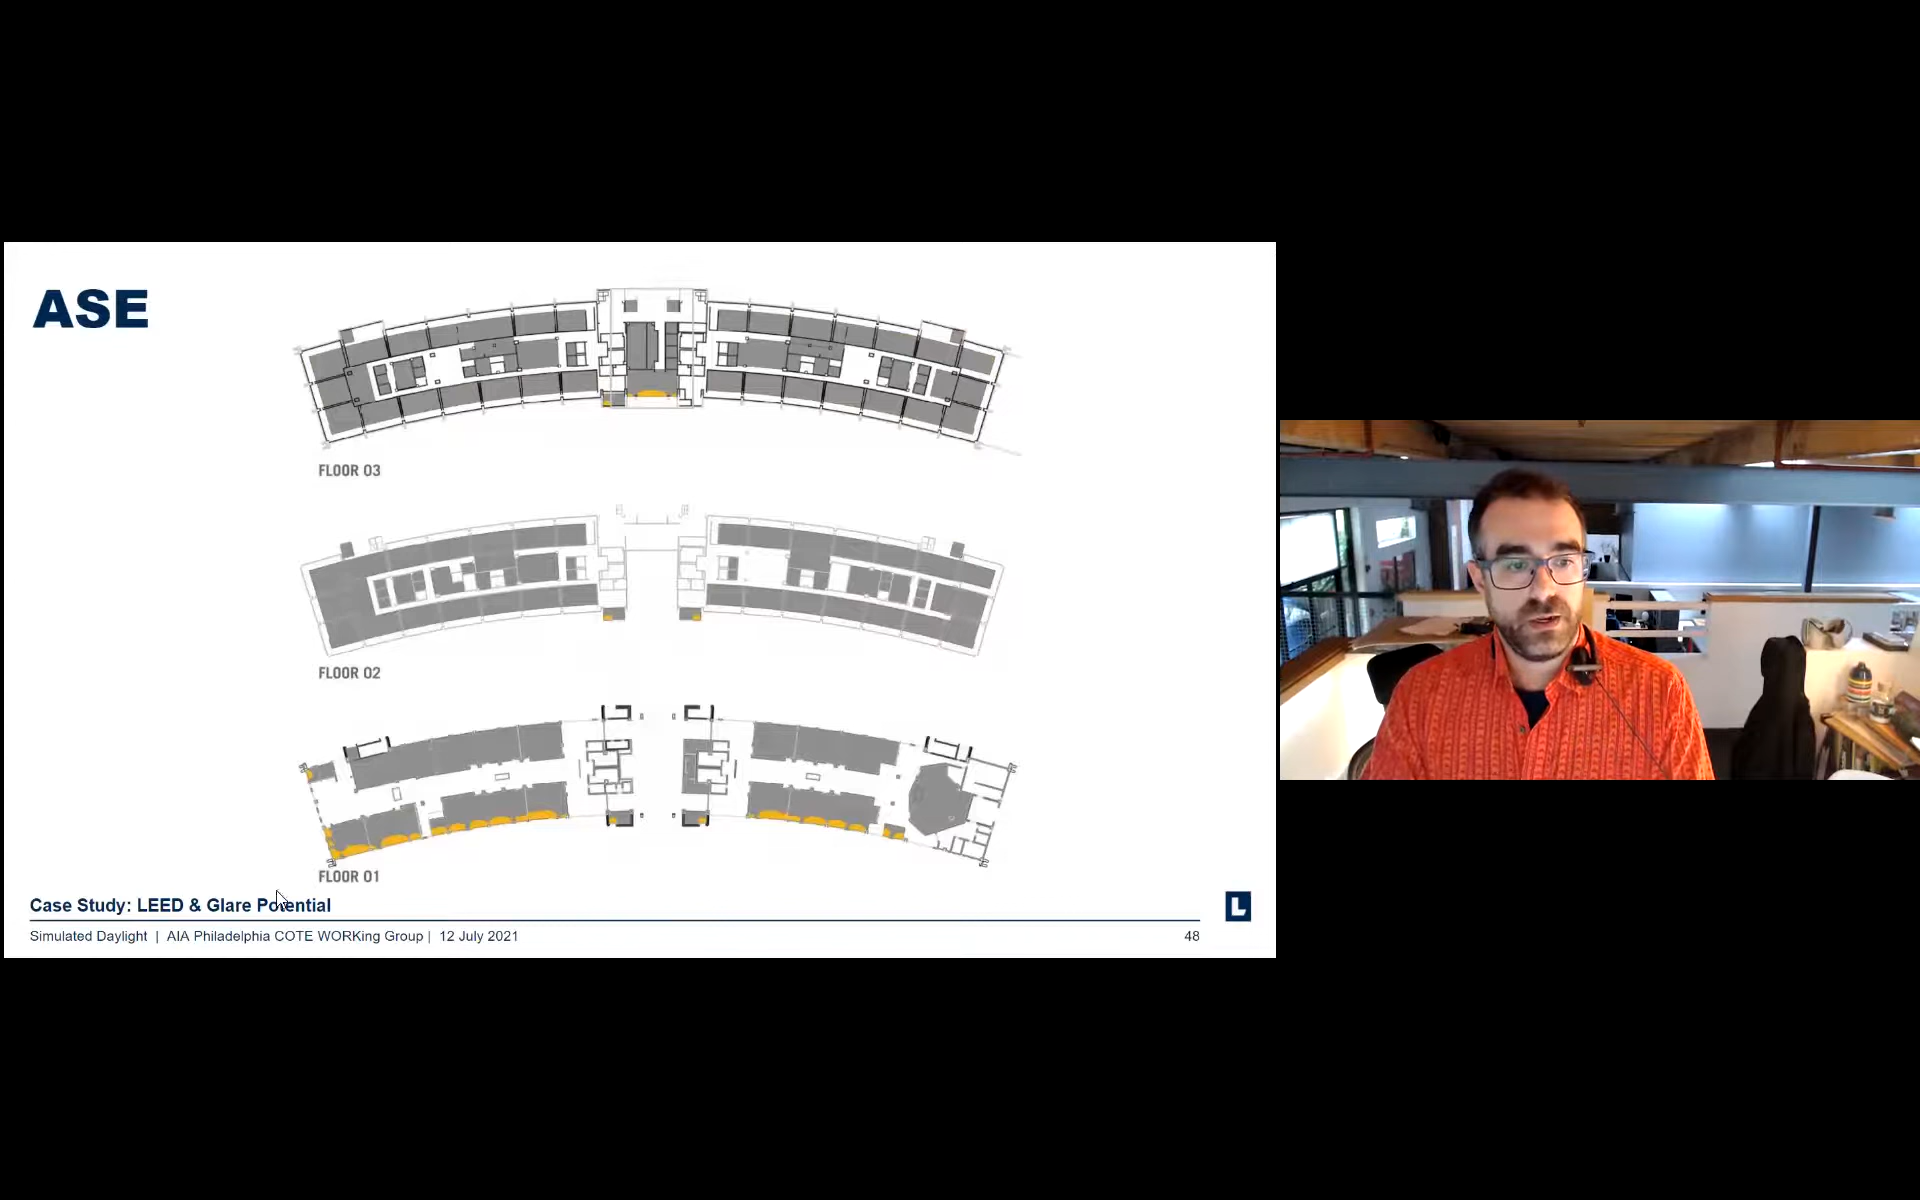 ASE
FLOOR 03
FLOOR 02
FLOOR 01
Case Study: LEED & Glare Potential
Simulated Daylight | AIA Philadelphia COTE WORKing Group | 12 July 2021
48
L